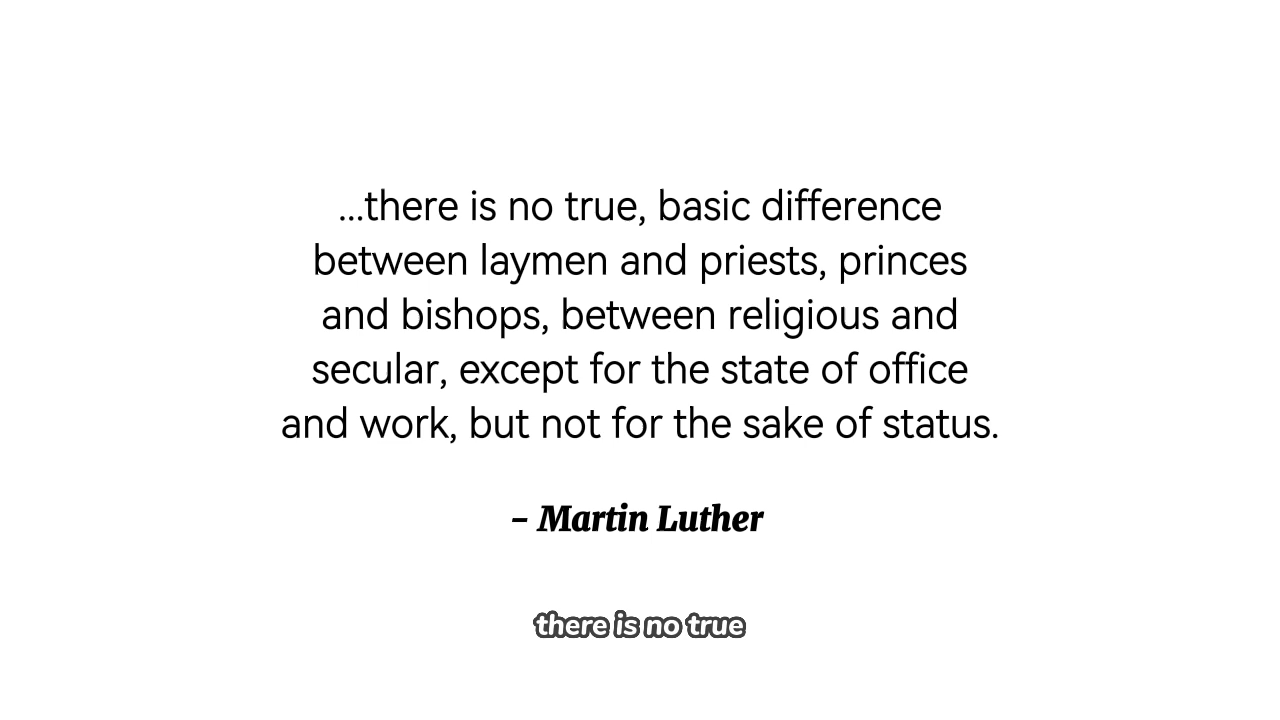 ...there is no true, basic difference
between laymen and priests, princes
and bishops, between religious and
secular, except for the state of office
and work, but not for the sake of status.
– Martin Luther
there is no true